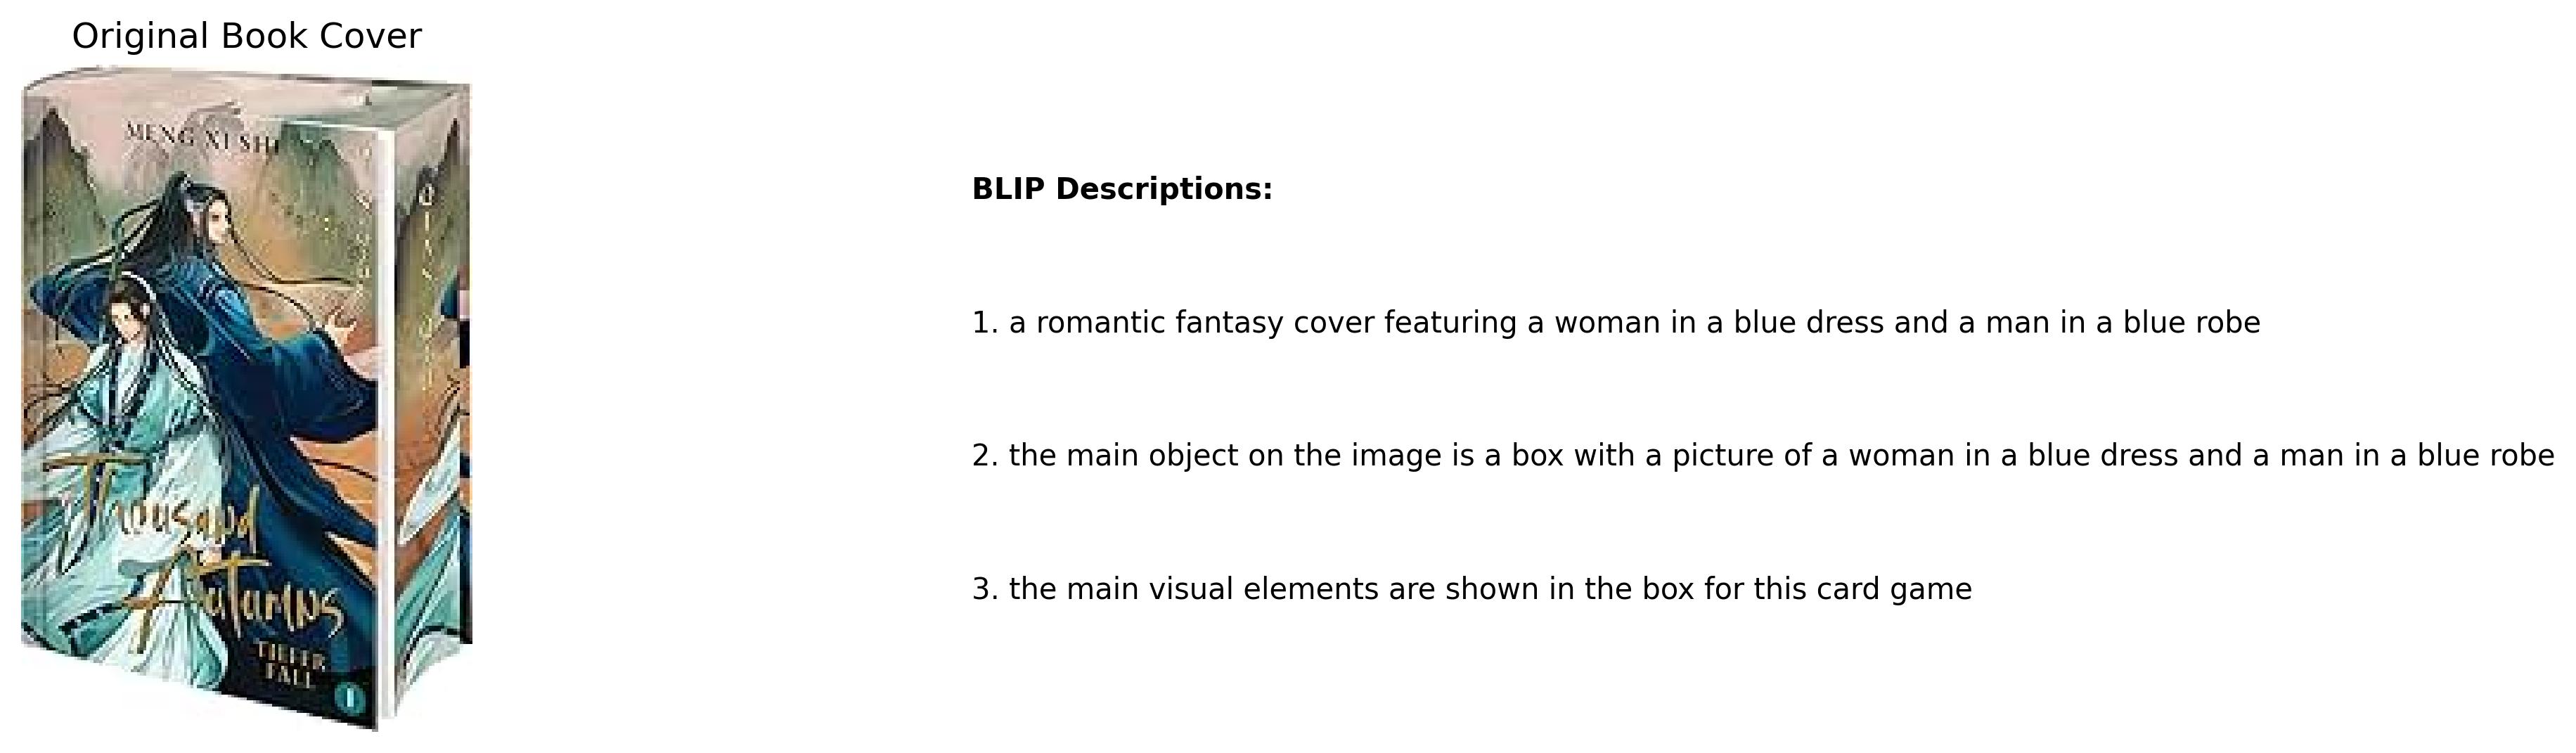 Original Book Cover
MENG XI SHI
Thousand
Autumns
TIEFER
FALL
1
BLIP Descriptions:
1. a romantic fantasy cover featuring a woman in a blue dress and a man in a blue robe
2. the main object on the image is a box with a picture of a woman in a blue dress and a man in a blue robe
3. the main visual elements are shown in the box for this card game